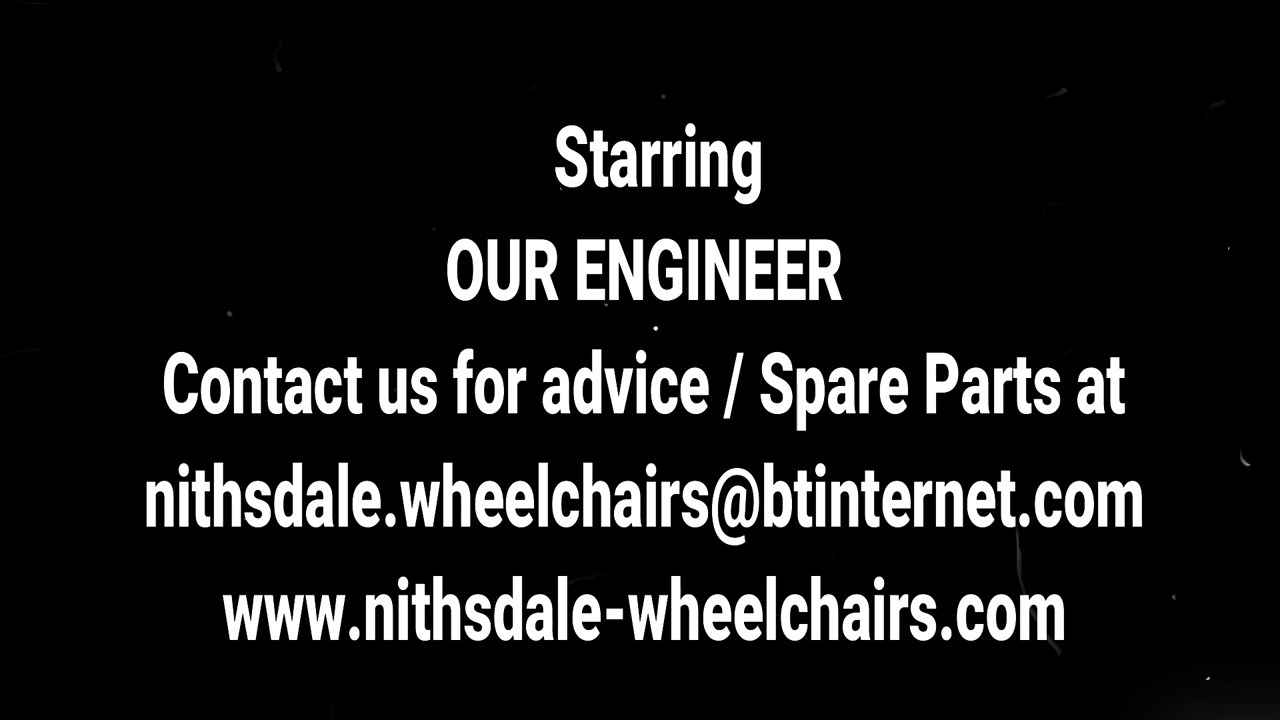 Starring
OUR ENGINEER
Contact us for advice / Spare Parts at
nithsdale.wheelchairs@btinternet.com
www.nithsdale-wheelchairs.com